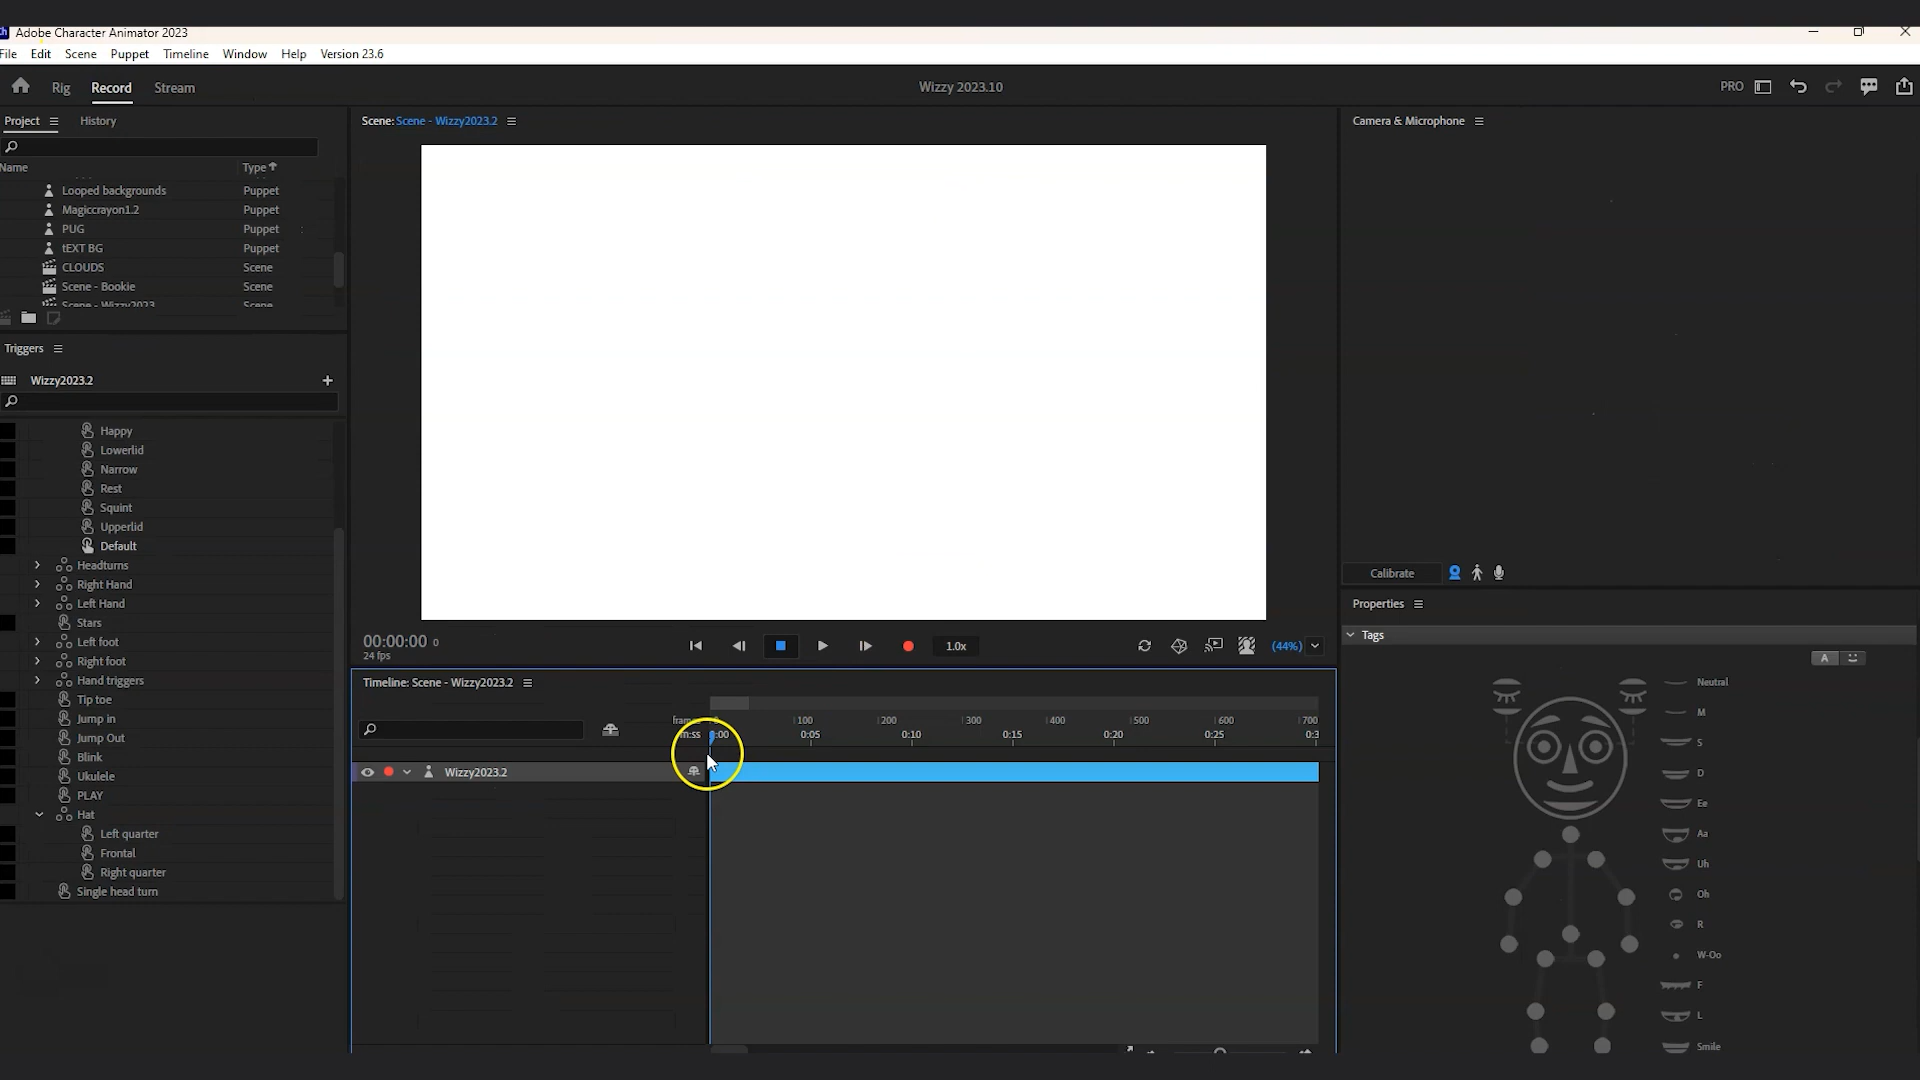 Adobe Character Animator 2023
File Edit Scene Puppet Timeline Window Help Version 23.6
Rig Record Stream
Wizzy 2023.10
PRO
Project History
Name Type
Looped backgrounds Puppet
Magiccrayon1.2 Puppet
PUG Puppet
tEXT BG Puppet
CLOUDS Scene
Scene - Bookie Scene
Scene - Wizzy2023 Scene
Triggers
Wizzy2023.2
Happy
Lowerlid
Narrow
Rest
Squint
Upperlid
Default
Headturns
Right Hand
Left Hand
Stars
Left foot
Right foot
Hand triggers
Tip toe
Jump in
Jump Out
Blink
Ukulele
PLAY
Hat
Left quarter
Frontal
Right quarter
Single head turn
Scene: Scene - Wizzy2023.2
00:00:00 0
24 fps
1.0x
(44%)
Timeline: Scene - Wizzy2023.2
frames 0 100 200 300 400 500 600 700
m:ss 0:00 0:05 0:10 0:15 0:20 0:25 0:3
Wizzy2023.2
Camera & Microphone
Calibrate
Properties
Tags
A
Neutral
M
S
D
Ee
Aa
Uh
Oh
R
W-Oo
F
L
Smile